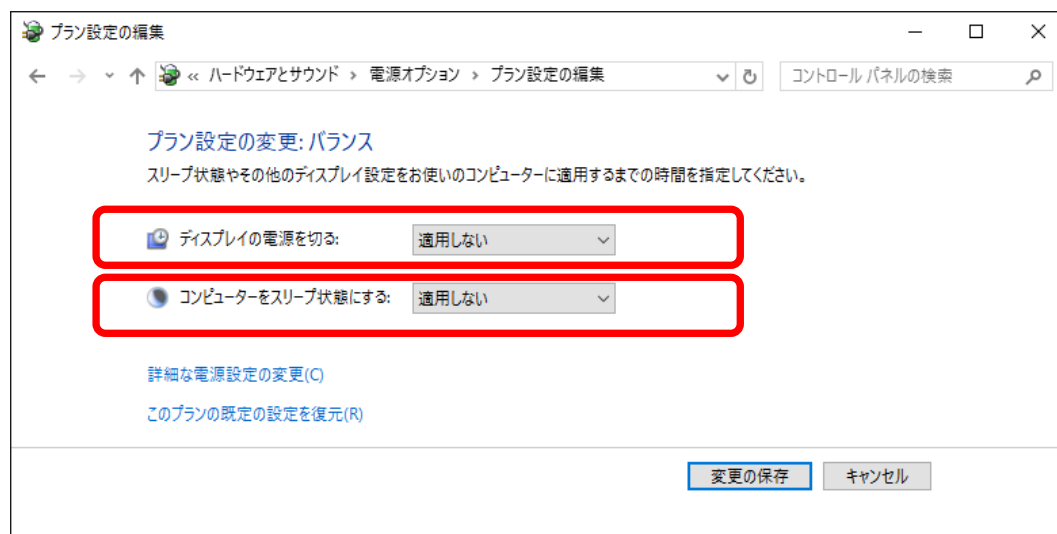 プラン設定の編集
« ハードウェアとサウンド › 電源オプション › プラン設定の編集
コントロール パネルの検索
プラン設定の変更: バランス
スリープ状態やその他のディスプレイ設定をお使いのコンピューターに適用するまでの時間を指定してください。
ディスプレイの電源を切る: 適用しない
コンピューターをスリープ状態にする: 適用しない
詳細な電源設定の変更(C)
このプランの既定の設定を復元(R)
変更の保存 キャンセル